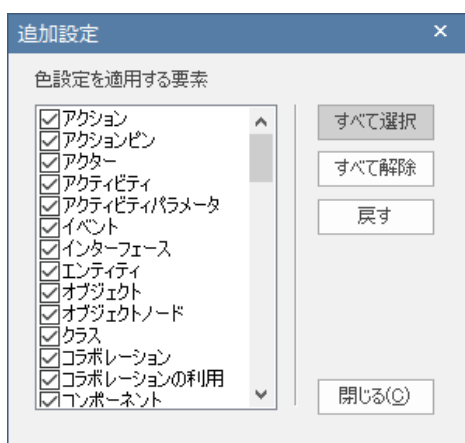 追加設定
色設定を適用する要素
アクション
アクションピン
アクター
アクティビティ
アクティビティパラメータ
イベント
インターフェース
エンティティ
オブジェクト
オブジェクトノード
クラス
コラボレーション
コラボレーションの利用
コンポーネント
すべて選択
すべて解除
戻す
閉じる(C)